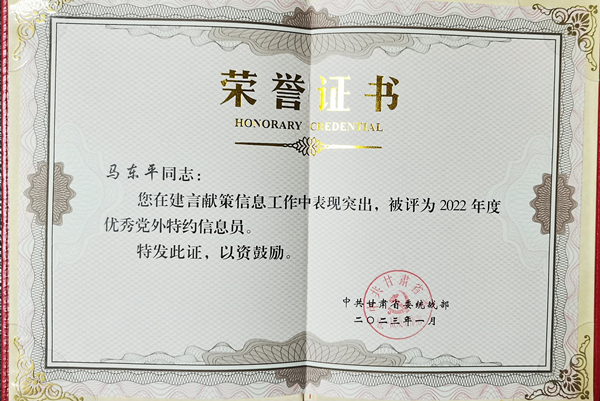 荣誉证书
HONORARY CREDENTIAL
马东平同志：
您在建言献策信息工作中表现突出，被评为2022年度
优秀党外特约信息员。
特发此证，以资鼓励。
中共甘肃省委统战部
二〇二三年一月